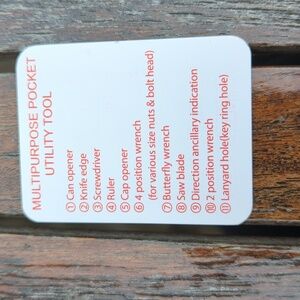 MULTIPURPOSE POCKET
UTILITY TOOL
① Can opener
② Knife edge
③ Screwdriver
④ Ruler
⑤ Cap opener
⑥ 4 position wrench
(for various size nuts & bolt head)
⑦ Butterfly wrench
⑧ Saw blade
⑨ Direction ancillary indication
⑩ 2 position wrench
⑪ Lanyard hole(key ring hole)